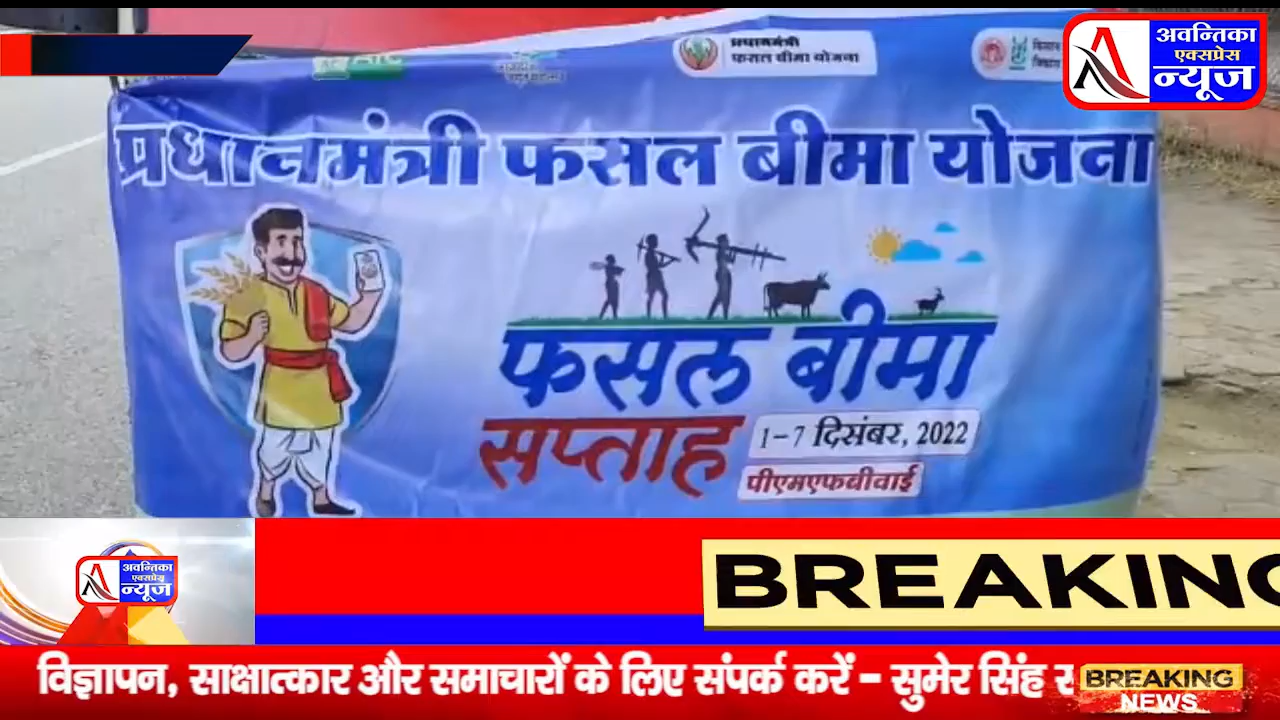 अवन्तिका
एक्सप्रेस
न्यूज
प्रधानमंत्री
फसल बीमा योजना
किसान
प्रधानमंत्री फसल बीमा योजना
फसल बीमा
सप्ताह
1-7 दिसंबर, 2022
पीएमएफबीवाई
अवन्तिका
एक्सप्रेस
न्यूज
BREAKING
विज्ञापन, साक्षात्कार और समाचारों के लिए संपर्क करें - सुमेर सिंह
BREAKING
NEWS